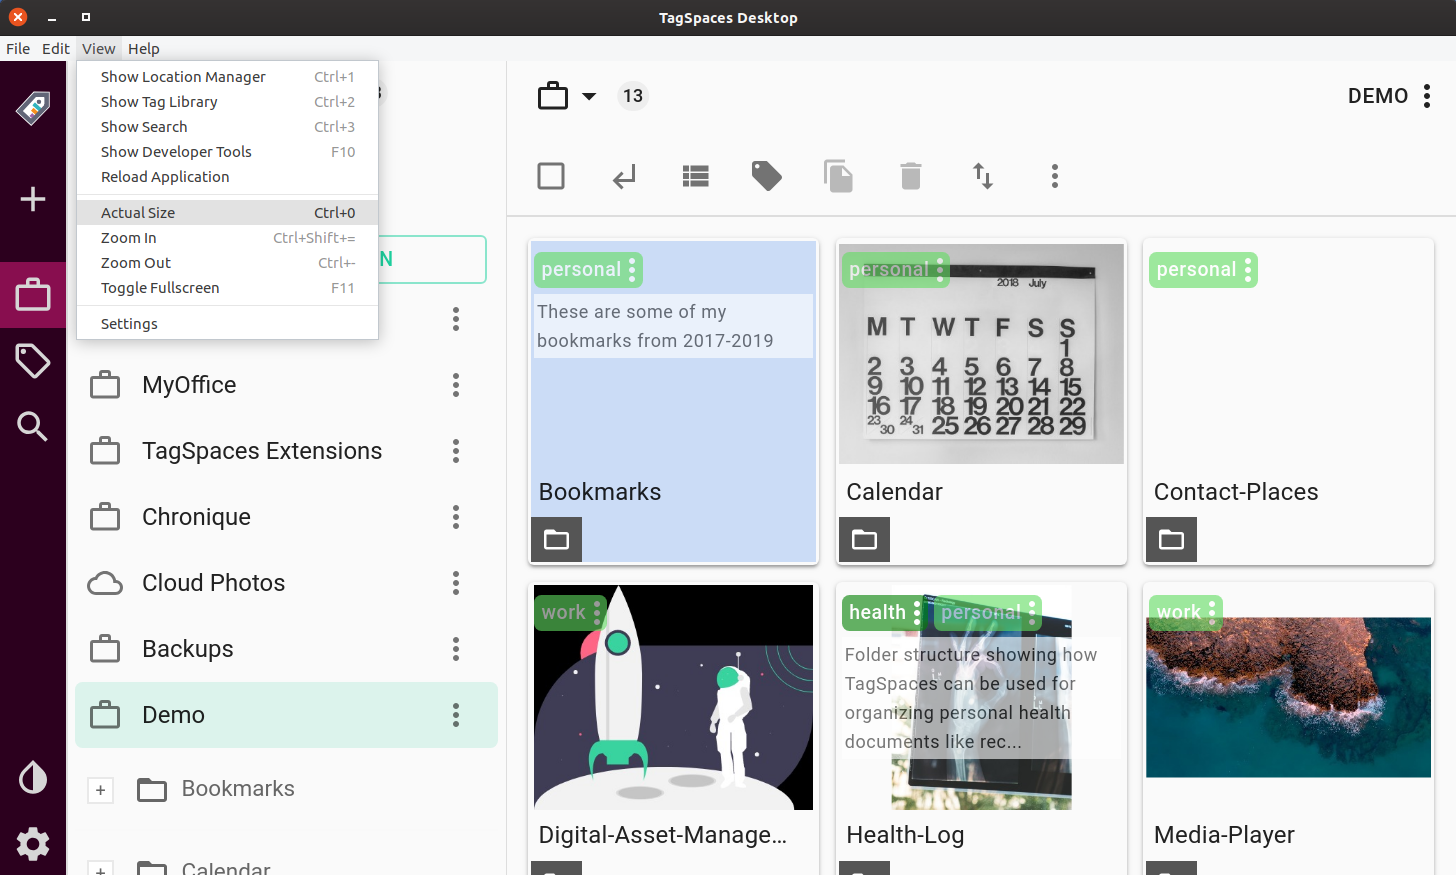 TagSpaces Desktop
File Edit View Help
Show Location Manager Ctrl+1
Show Tag Library Ctrl+2
Show Search Ctrl+3
Show Developer Tools F10
Reload Application
Actual Size Ctrl+0
Zoom In Ctrl+Shift+=
Zoom Out Ctrl+-
Toggle Fullscreen F11
Settings
N
MyOffice
TagSpaces Extensions
Chronique
Cloud Photos
Backups
Demo
Bookmarks
Calendar
13
DEMO
personal
These are some of my
bookmarks from 2017-2019
Bookmarks
personal
2018 July
M T W T F S S
1
2 3 4 5 6 7 8
9 10 11 12 13 14 15
16 17 18 19 20 21 22
23 30 24 31 25 26 27 28 29
Calendar
personal
Contact-Places
work
Digital-Asset-Manage...
health personal
Folder structure showing how
TagSpaces can be used for
organizing personal health
documents like rec...
Health-Log
work
Media-Player